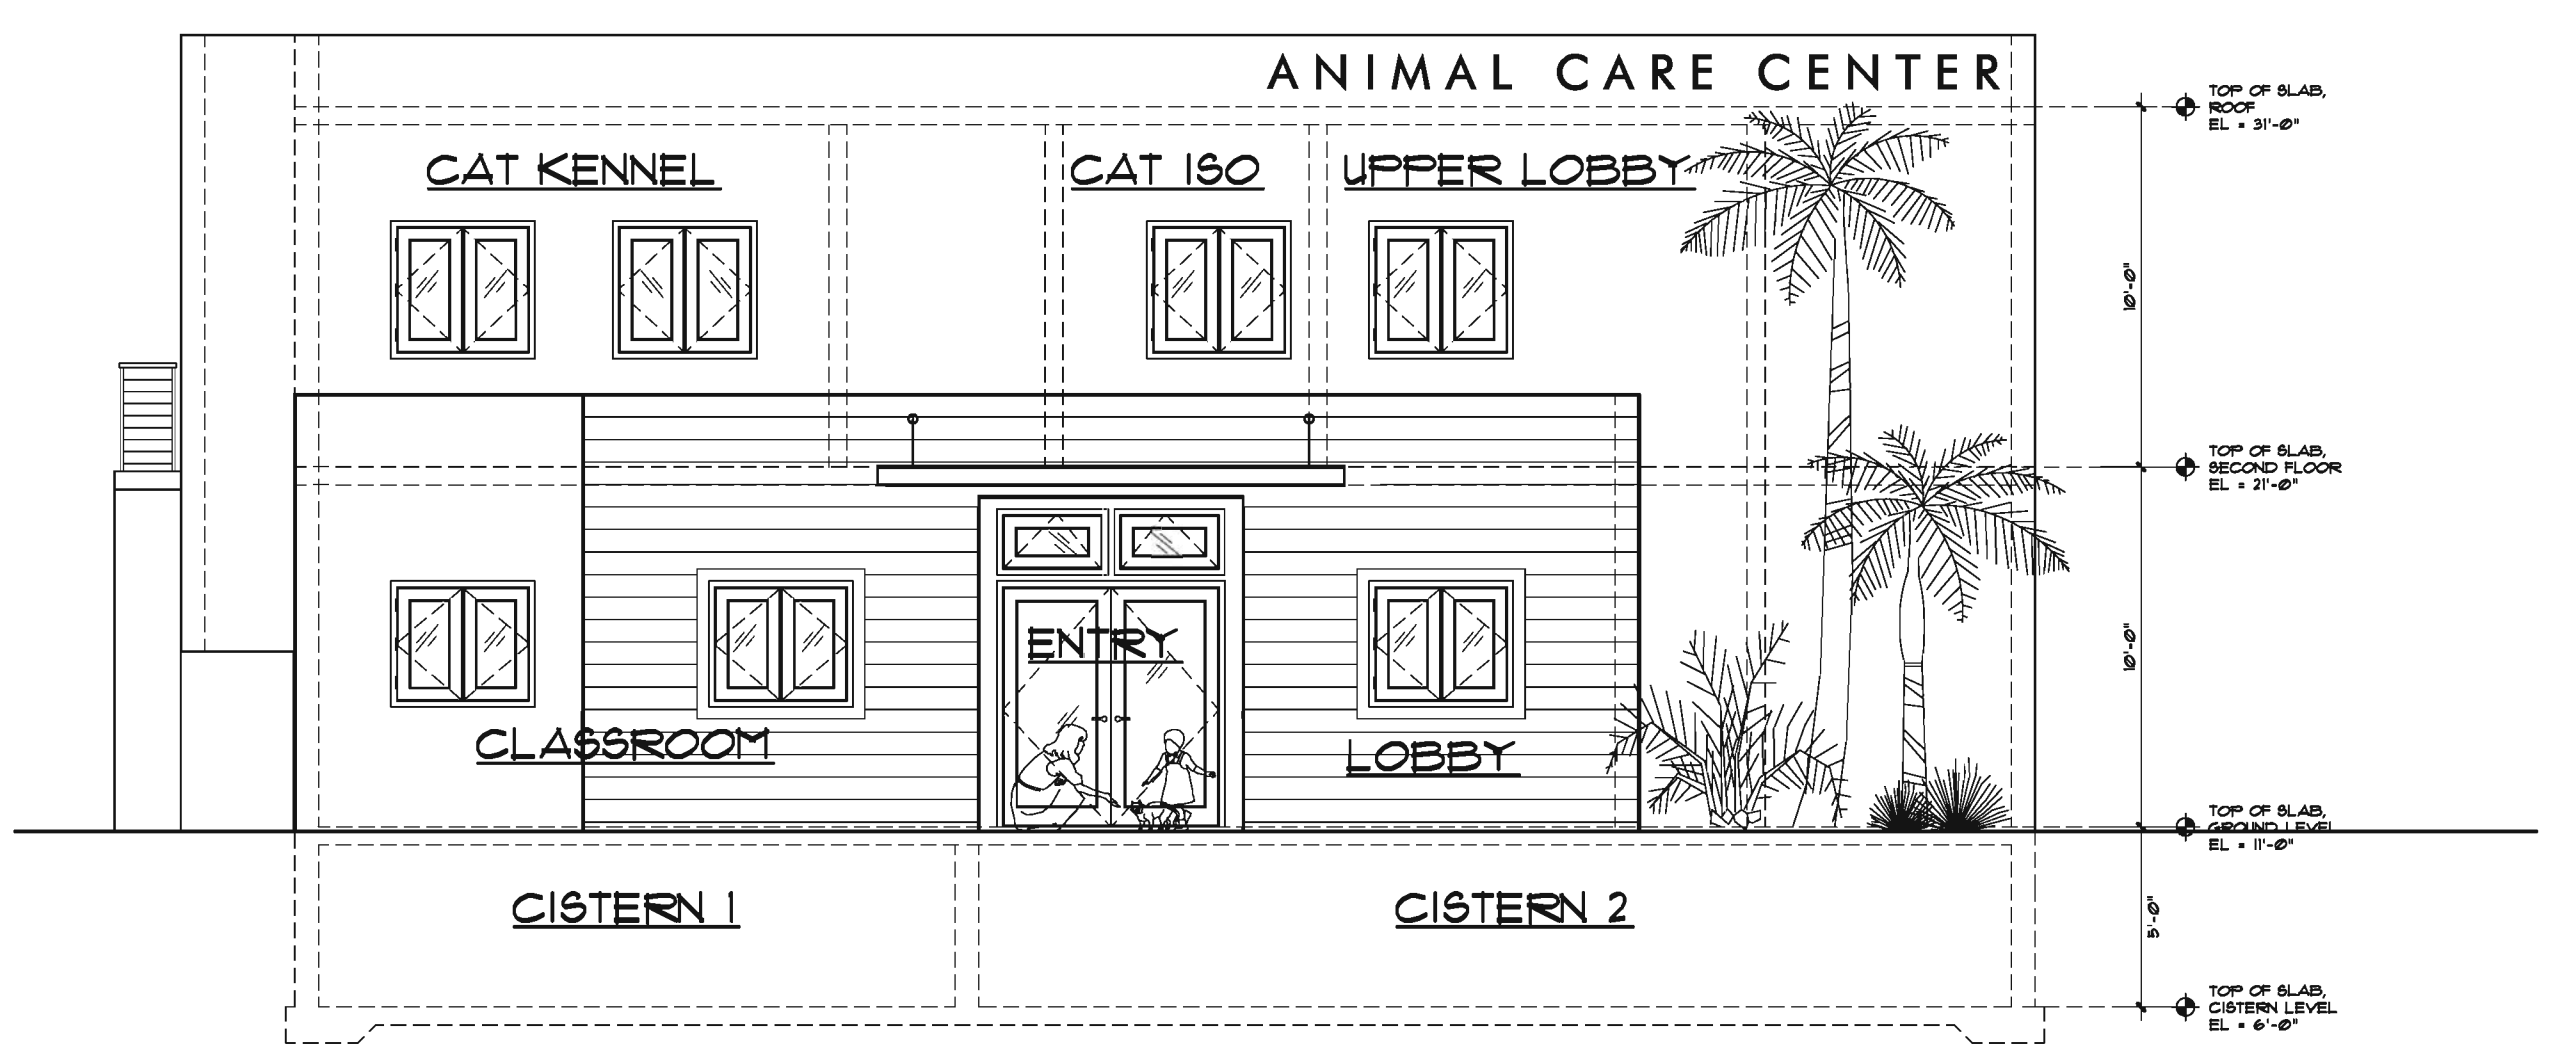 ANIMAL CARE CENTER
TOP OF SLAB,
ROOF
EL = 31'-0"
CAT KENNEL
CAT ISO
UPPER LOBBY
10'-0"
TOP OF SLAB,
SECOND FLOOR
EL = 21'-0"
ENTRY
10'-0"
CLASSROOM
LOBBY
TOP OF SLAB,
GROUND LEVEL
EL = 11'-0"
CISTERN 1
CISTERN 2
5'-0"
TOP OF SLAB,
CISTERN LEVEL
EL = 6'-0"